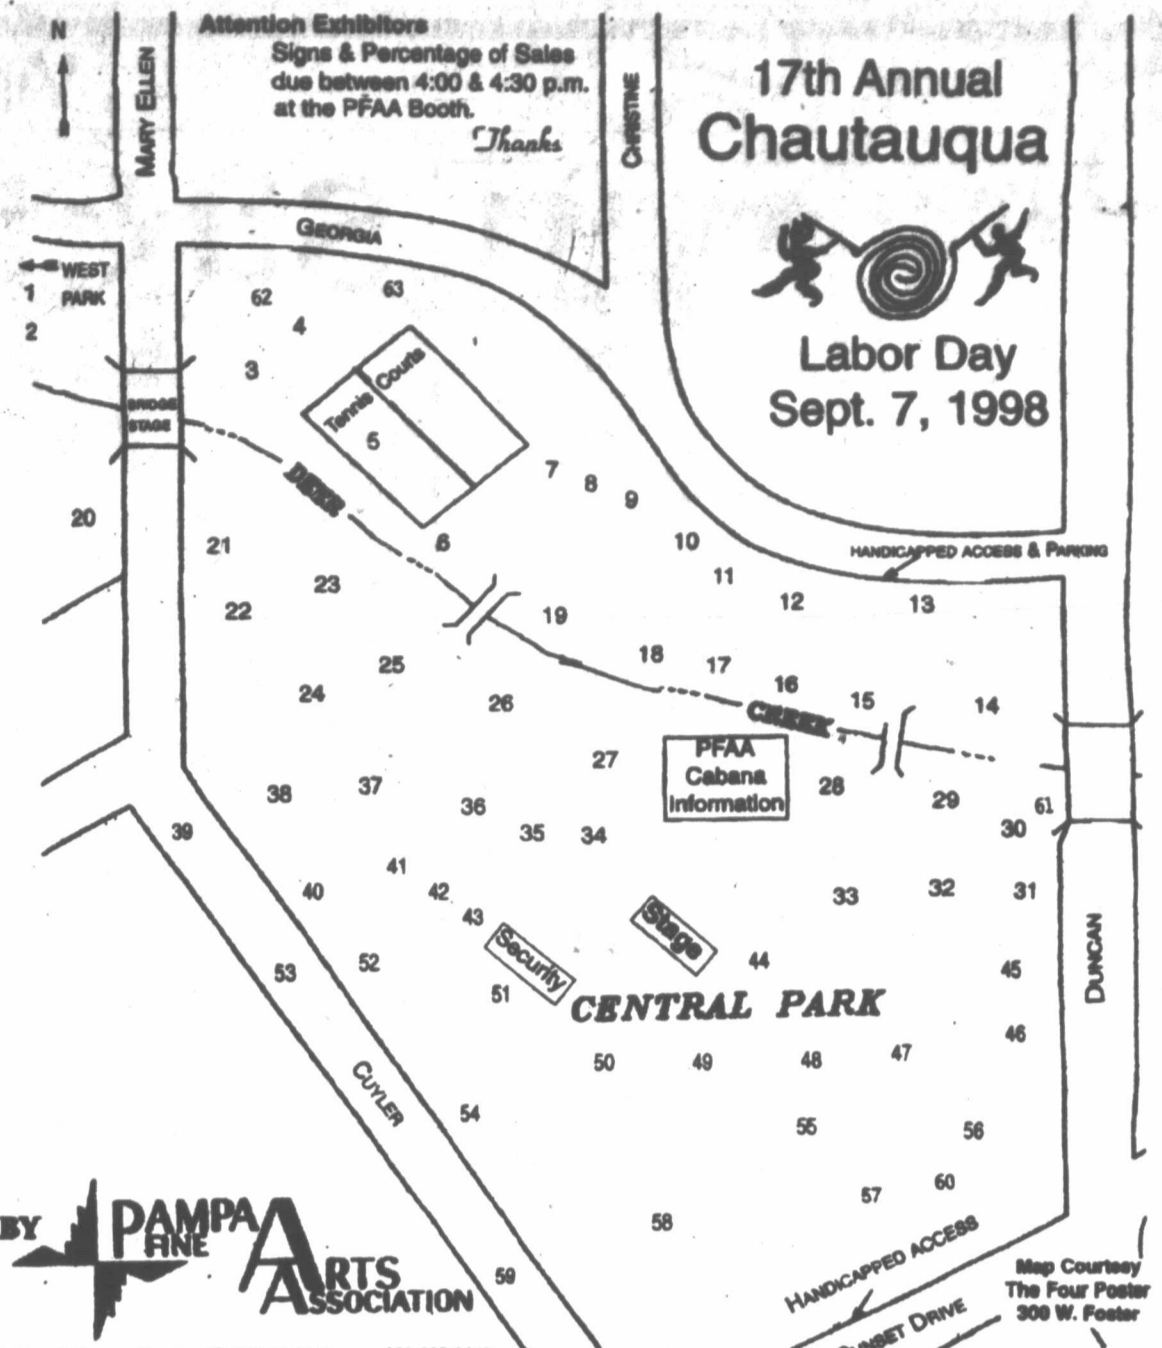 N
MARY ELLEN
Attention Exhibitors
Signs & Percentage of Sales
due between 4:00 & 4:30 p.m.
at the PFAA Booth.
Thanks
CHRISTINE
17th Annual
Chautauqua
Labor Day
Sept. 7, 1998
GEORGIA
WEST
PARK
1
2
62
63
4
3
Tennis Courts
5
BRIDGE
STAGE
DEER
7
8
9
20
21
6
10
HANDICAPPED ACCESS & PARKING
11
12
13
23
22
19
18
17
16
15
14
25
24
26
CREEK
27
PFAA
Cabana
Information
28
29
61
30
38
37
36
35
34
39
41
40
42
43
33
32
31
Stage
Security
44
45
53
52
51
CENTRAL PARK
DUNCAN
46
50
49
48
47
CUYLER
54
55
56
57
60
58
59
HANDICAPPED ACCESS
SUNSET DRIVE
BY
PAMPA
FINE
ARTS
ASSOCIATION
Map Courtesy
The Four Poster
300 W. Foster